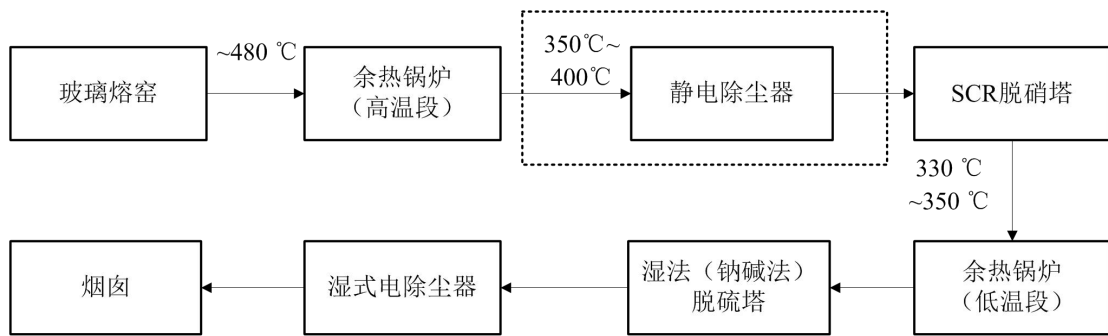 玻璃熔窑
~480 ℃
余热锅炉
（高温段）
350℃~
400℃
静电除尘器
SCR脱硝塔
330 ℃
~350 ℃
烟囱
湿式电除尘器
湿法（钠碱法）
脱硫塔
余热锅炉
（低温段）